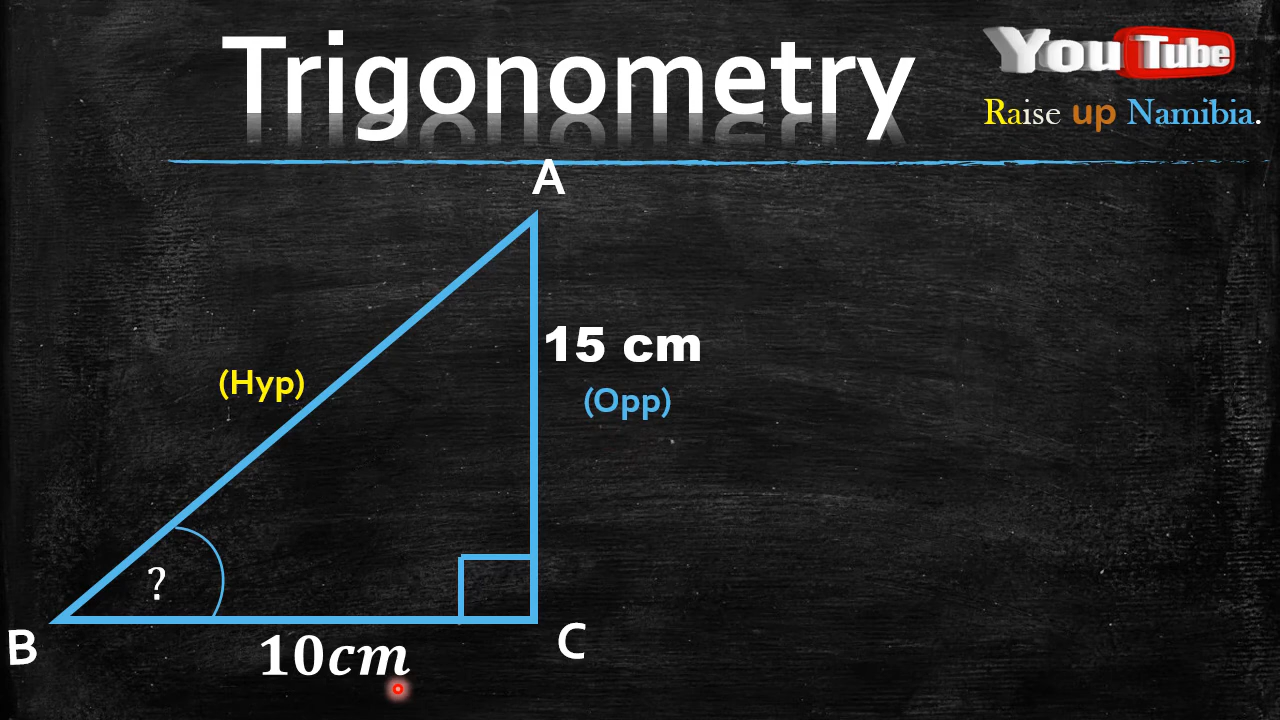 Trigonometry
YouTube
Raise up Namibia.
A
15 cm
(Hyp)
(Opp)
?
B
10cm
C